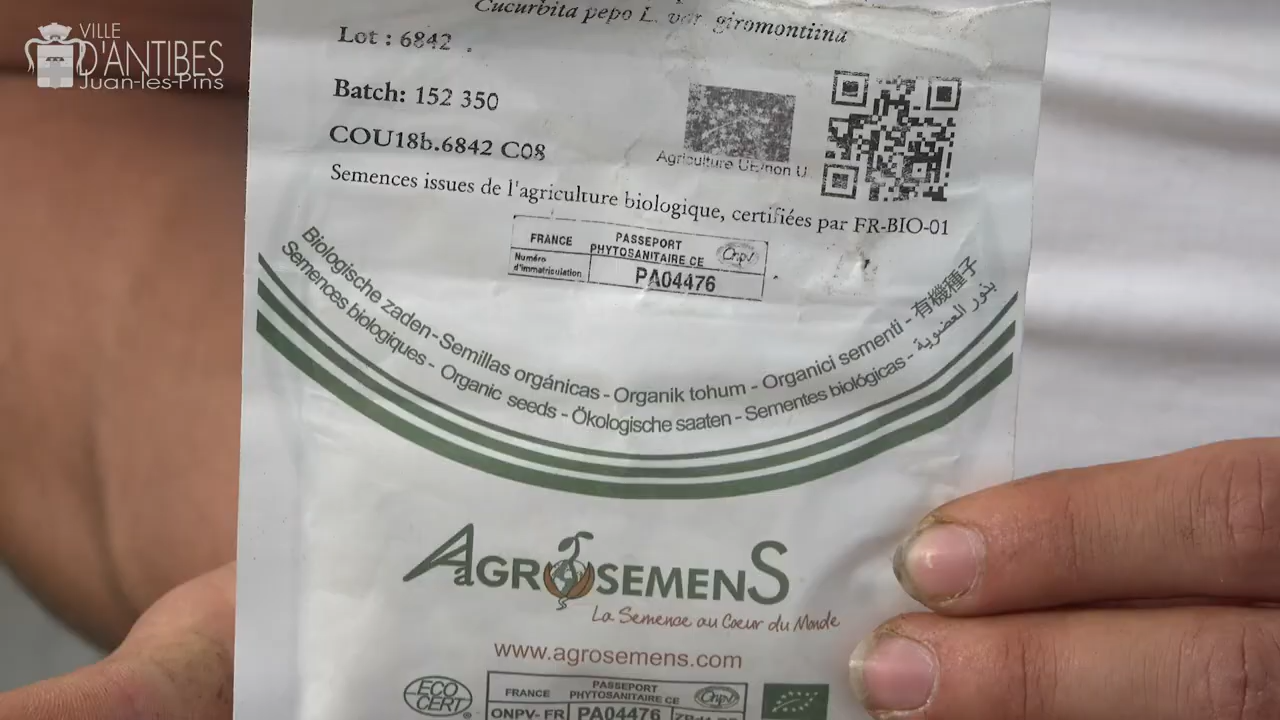 VILLE
D'ANTIBES
Juan-les-Pins
Cucurbita pepo L. var. giromontiina
Lot : 6842
Batch: 152 350
COU18b.6842 C08
Agriculture UE/non U
Semences issues de l'agriculture biologique, certifiées par FR-BIO-01
FRANCE
PASSEPORT
PHYTOSANITAIRE CE
Onpv
Numéro
d'immatriculation
PA04476
Biologische zaden - Semillas orgánicas - Organik tohum - Organici sementi - 有機種子
Semences biologiques - Organic seeds - Ökologische saaten - Sementes biológicas - بذور العضوية
AGROSEMENS
La Semence au Coeur du Monde
www.agrosemens.com
ECO
CERT
FRANCE
PASSEPORT
PHYTOSANITAIRE CE
Onpv
ONPV- FR
PA04476